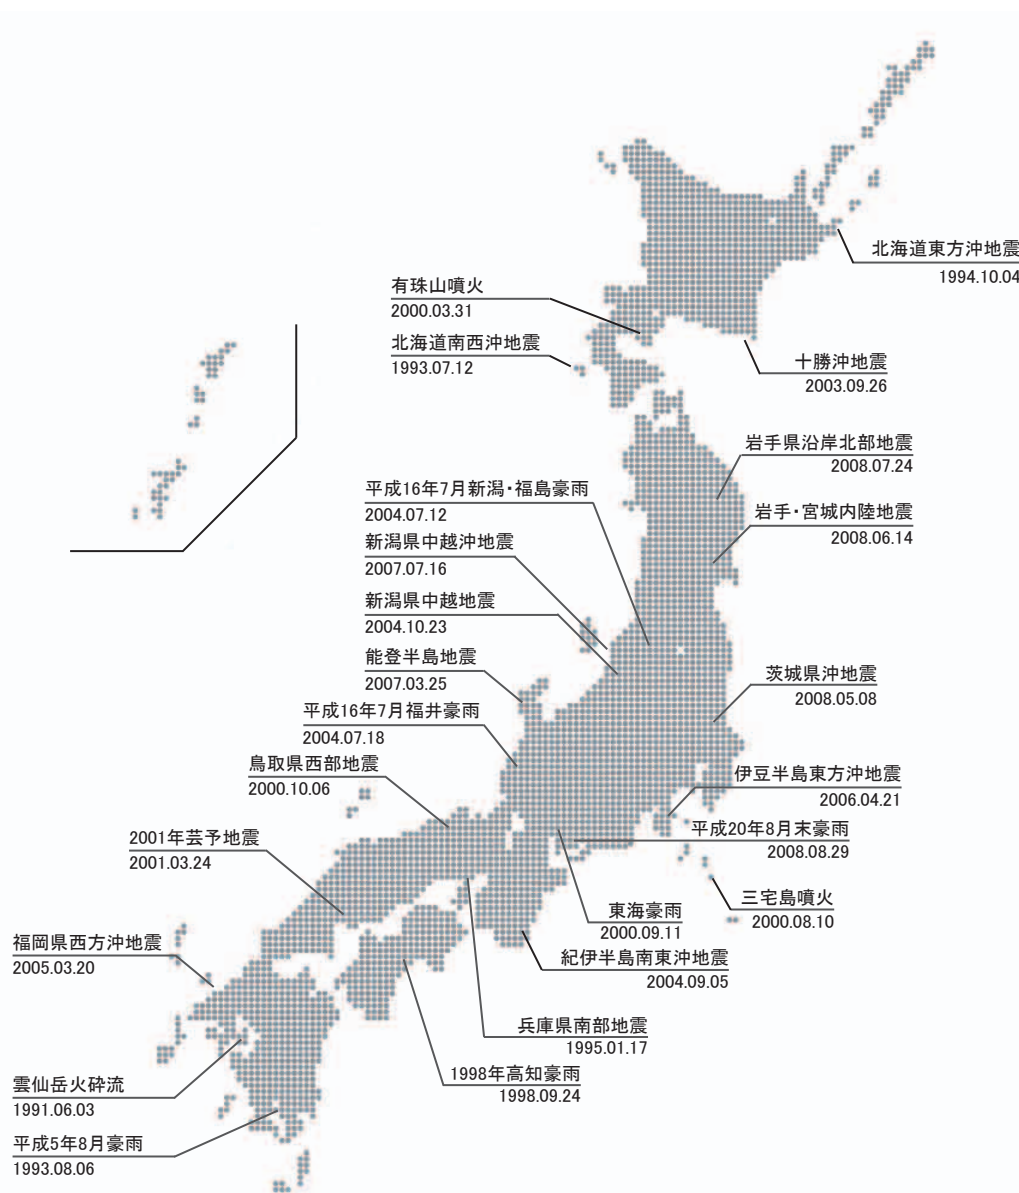 北海道東方沖地震
1994.10.04
有珠山噴火
2000.03.31
北海道南西沖地震
1993.07.12
十勝沖地震
2003.09.26
岩手県沿岸北部地震
2008.07.24
平成16年7月新潟・福島豪雨
2004.07.12
岩手・宮城内陸地震
2008.06.14
新潟県中越沖地震
2007.07.16
新潟県中越地震
2004.10.23
能登半島地震
2007.03.25
茨城県沖地震
2008.05.08
平成16年7月福井豪雨
2004.07.18
鳥取県西部地震
2000.10.06
伊豆半島東方沖地震
2006.04.21
平成20年8月末豪雨
2008.08.29
2001年芸予地震
2001.03.24
三宅島噴火
2000.08.10
東海豪雨
2000.09.11
福岡県西方沖地震
2005.03.20
紀伊半島南東沖地震
2004.09.05
兵庫県南部地震
1995.01.17
1998年高知豪雨
1998.09.24
雲仙岳火砕流
1991.06.03
平成5年8月豪雨
1993.08.06